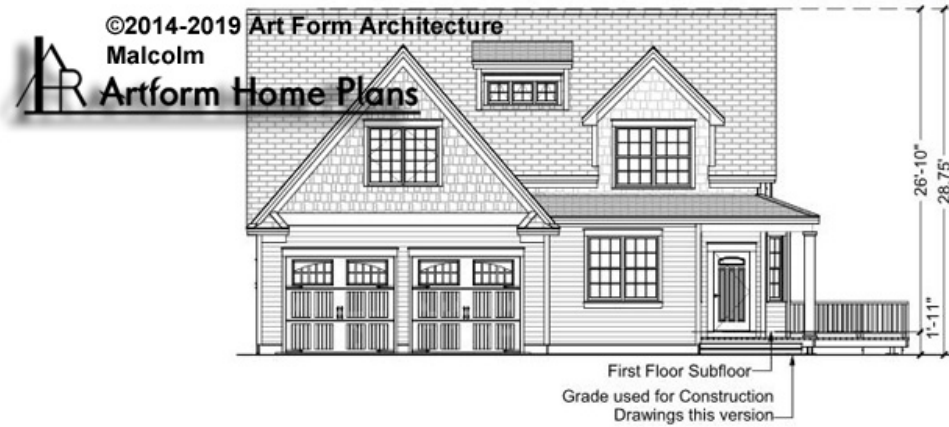 ©2014-2019 Art Form Architecture
Malcolm
Artform Home Plans
26'-10"
28.75'
1'-11"
First Floor Subfloor
Grade used for Construction
Drawings this version